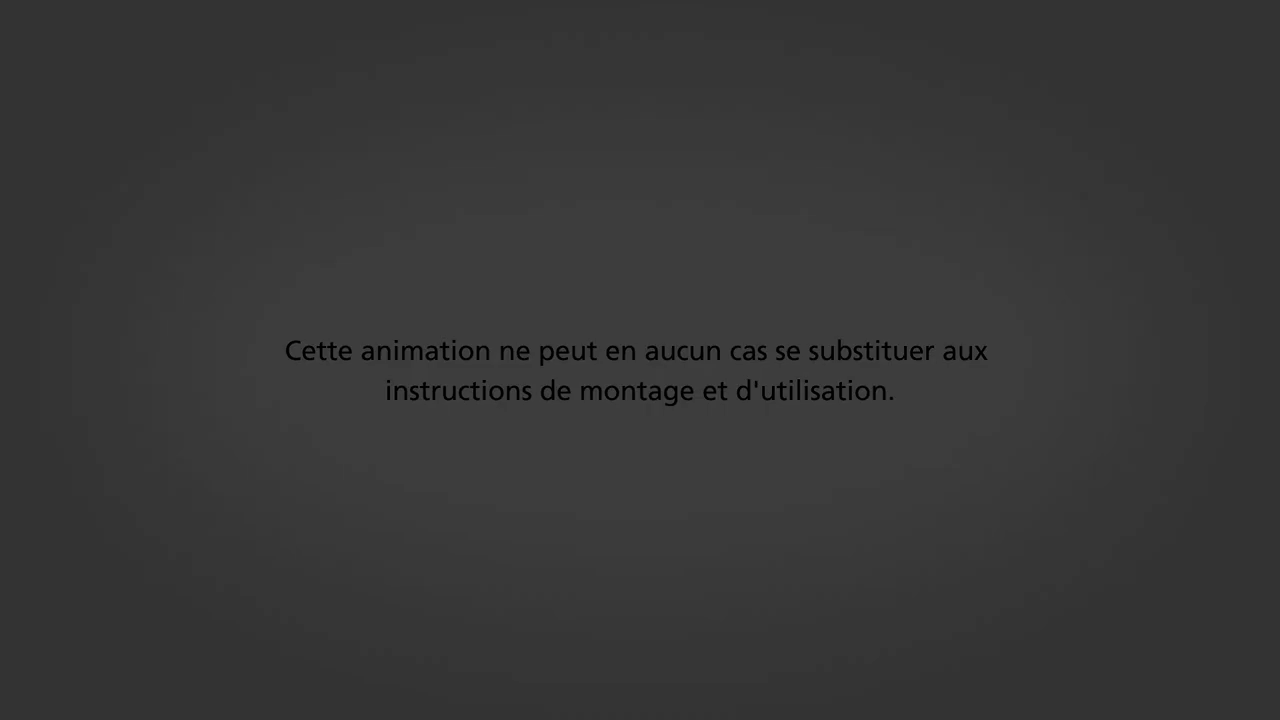 Cette animation ne peut en aucun cas se substituer aux
instructions de montage et d'utilisation.